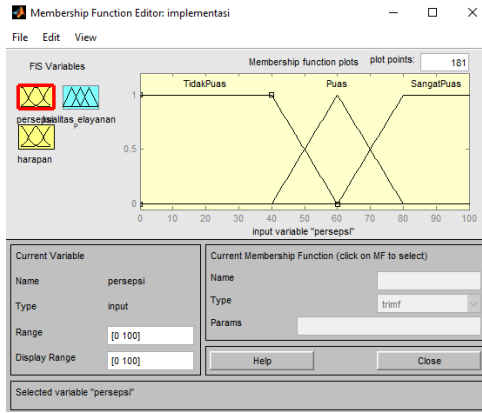 Membership Function Editor: implementasi
File Edit View
FIS Variables
persepsi kualitas_pelayanan
harapan
Membership function plots plot points: 181
TidakPuas Puas SangatPuas
1
0.5
0
0 10 20 30 40 50 60 70 80 90 100
input variable "persepsi"
Current Variable
Name persepsi
Type input
Range [0 100]
Display Range [0 100]
Current Membership Function (click on MF to select)
Name
Type trimf
Params
Help Close
Selected variable "persepsi"